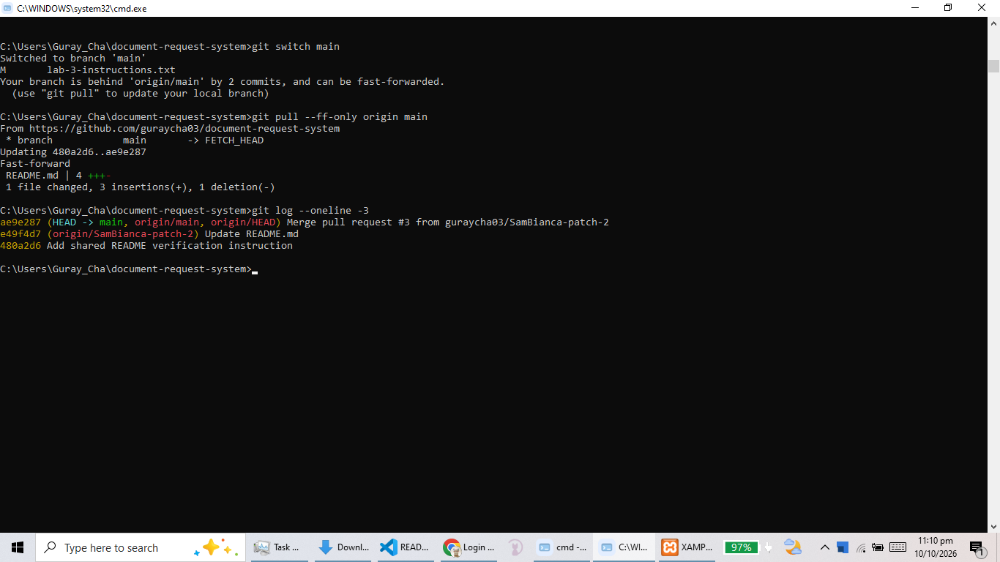 C:\WINDOWS\system32\cmd.exe
C:\Users\Guray_Cha\document-request-system>git switch main
Switched to branch 'main'
M       lab-3-instructions.txt
Your branch is behind 'origin/main' by 2 commits, and can be fast-forwarded.
  (use "git pull" to update your local branch)
C:\Users\Guray_Cha\document-request-system>git pull --ff-only origin main
From https://github.com/guraycha03/document-request-system
 * branch            main       -> FETCH_HEAD
Updating 480a2d6..ae9e287
Fast-forward
 README.md | 4 +++-
 1 file changed, 3 insertions(+), 1 deletion(-)
C:\Users\Guray_Cha\document-request-system>git log --oneline -3
ae9e287 (HEAD -> main, origin/main, origin/HEAD) Merge pull request #3 from guraycha03/SamBianca-patch-2
e49f4d7 (origin/SamBianca-patch-2) Update README.md
480a2d6 Add shared README verification instruction
C:\Users\Guray_Cha\document-request-system>
Type here to search
Task ...
Downl...
READ...
Login ...
cmd -...
C:\WI...
XAMP...
97%
11:10 pm
10/10/2026
1